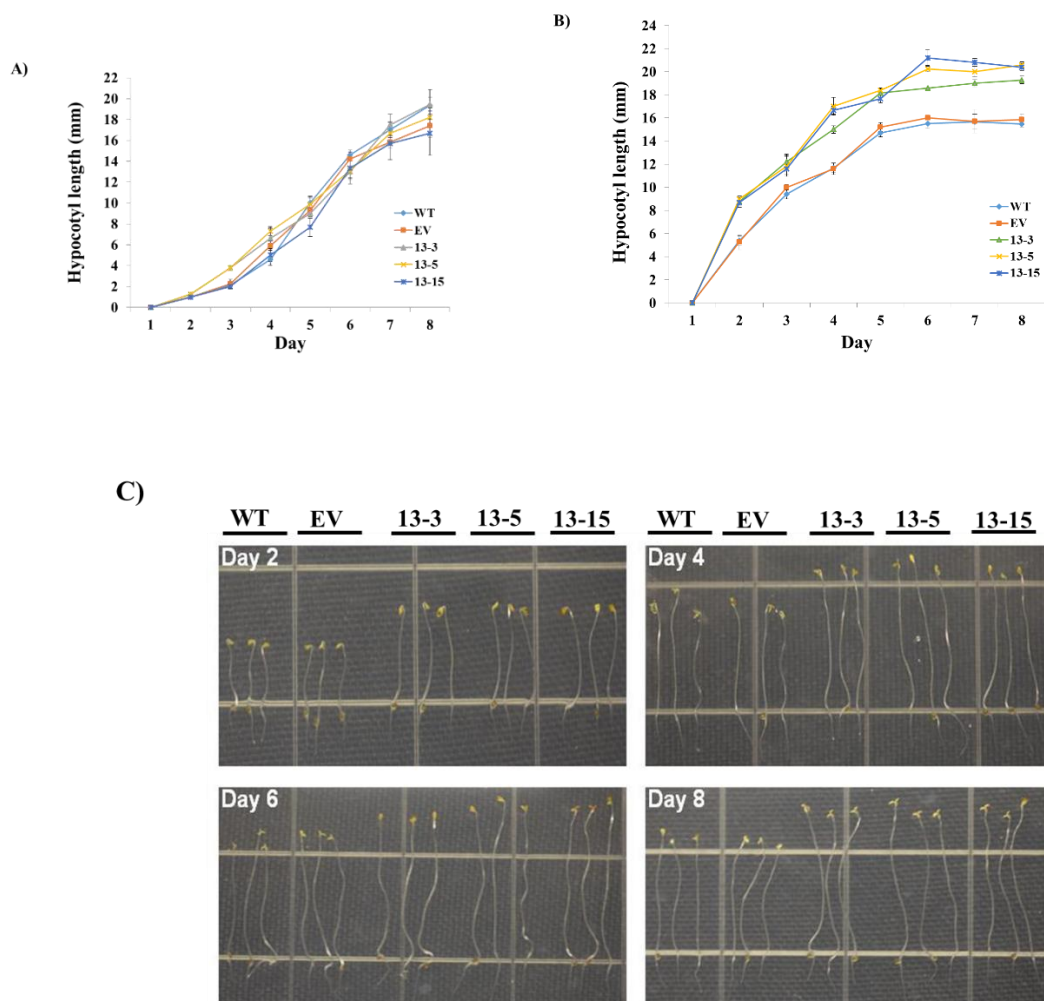 A)
Hypocotyl length (mm)
22
20
18
16
14
12
10
8
6
4
2
0
1 2 3 4 5 6 7 8
Day
WT
EV
13-3
13-5
13-15
B)
Hypocotyl length (mm)
24
22
20
18
16
14
12
10
8
6
4
2
0
1 2 3 4 5 6 7 8
Day
WT
EV
13-3
13-5
13-15
C)
WT EV 13-3 13-5 13-15 WT EV 13-3 13-5 13-15
Day 2
Day 4
Day 6
Day 8